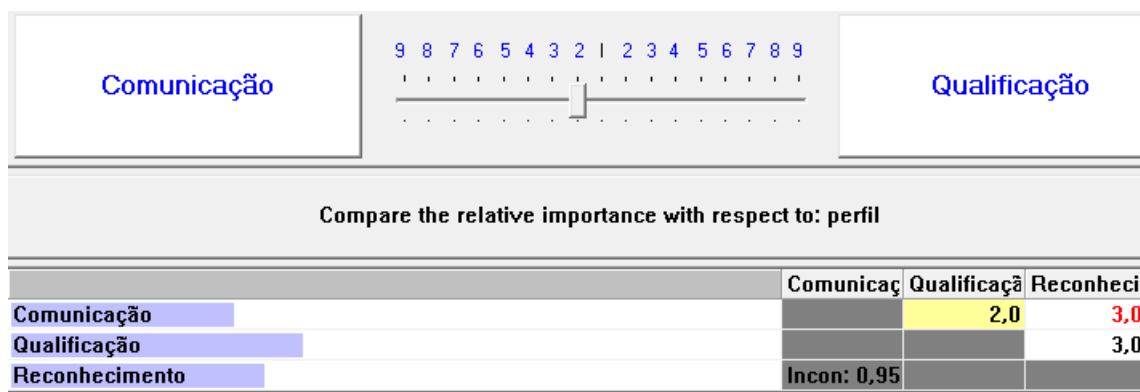 9 8 7 6 5 4 3 2 1 2 3 4 5 6 7 8 9
Comunicação Qualificação
Compare the relative importance with respect to: perfil
Comunicaç Qualificaçã Reconheci
Comunicação 2,0 3,0
Qualificação 3,0
Reconhecimento Incon: 0,95